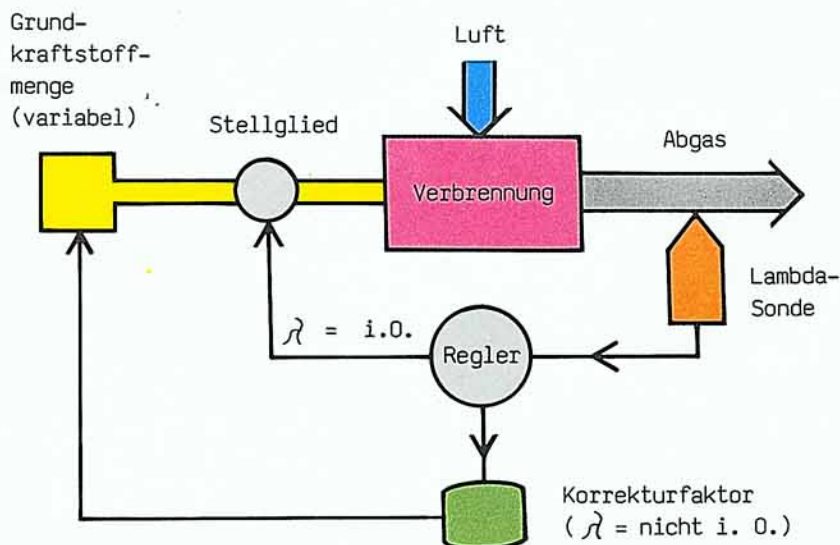 Grund-
kraftstoff-
menge
(variabel)
Stellglied
Luft
Verbrennung
Abgas
Lambda-
Sonde
λ = i.O.
Regler
Korrekturfaktor
( λ = nicht i. O.)